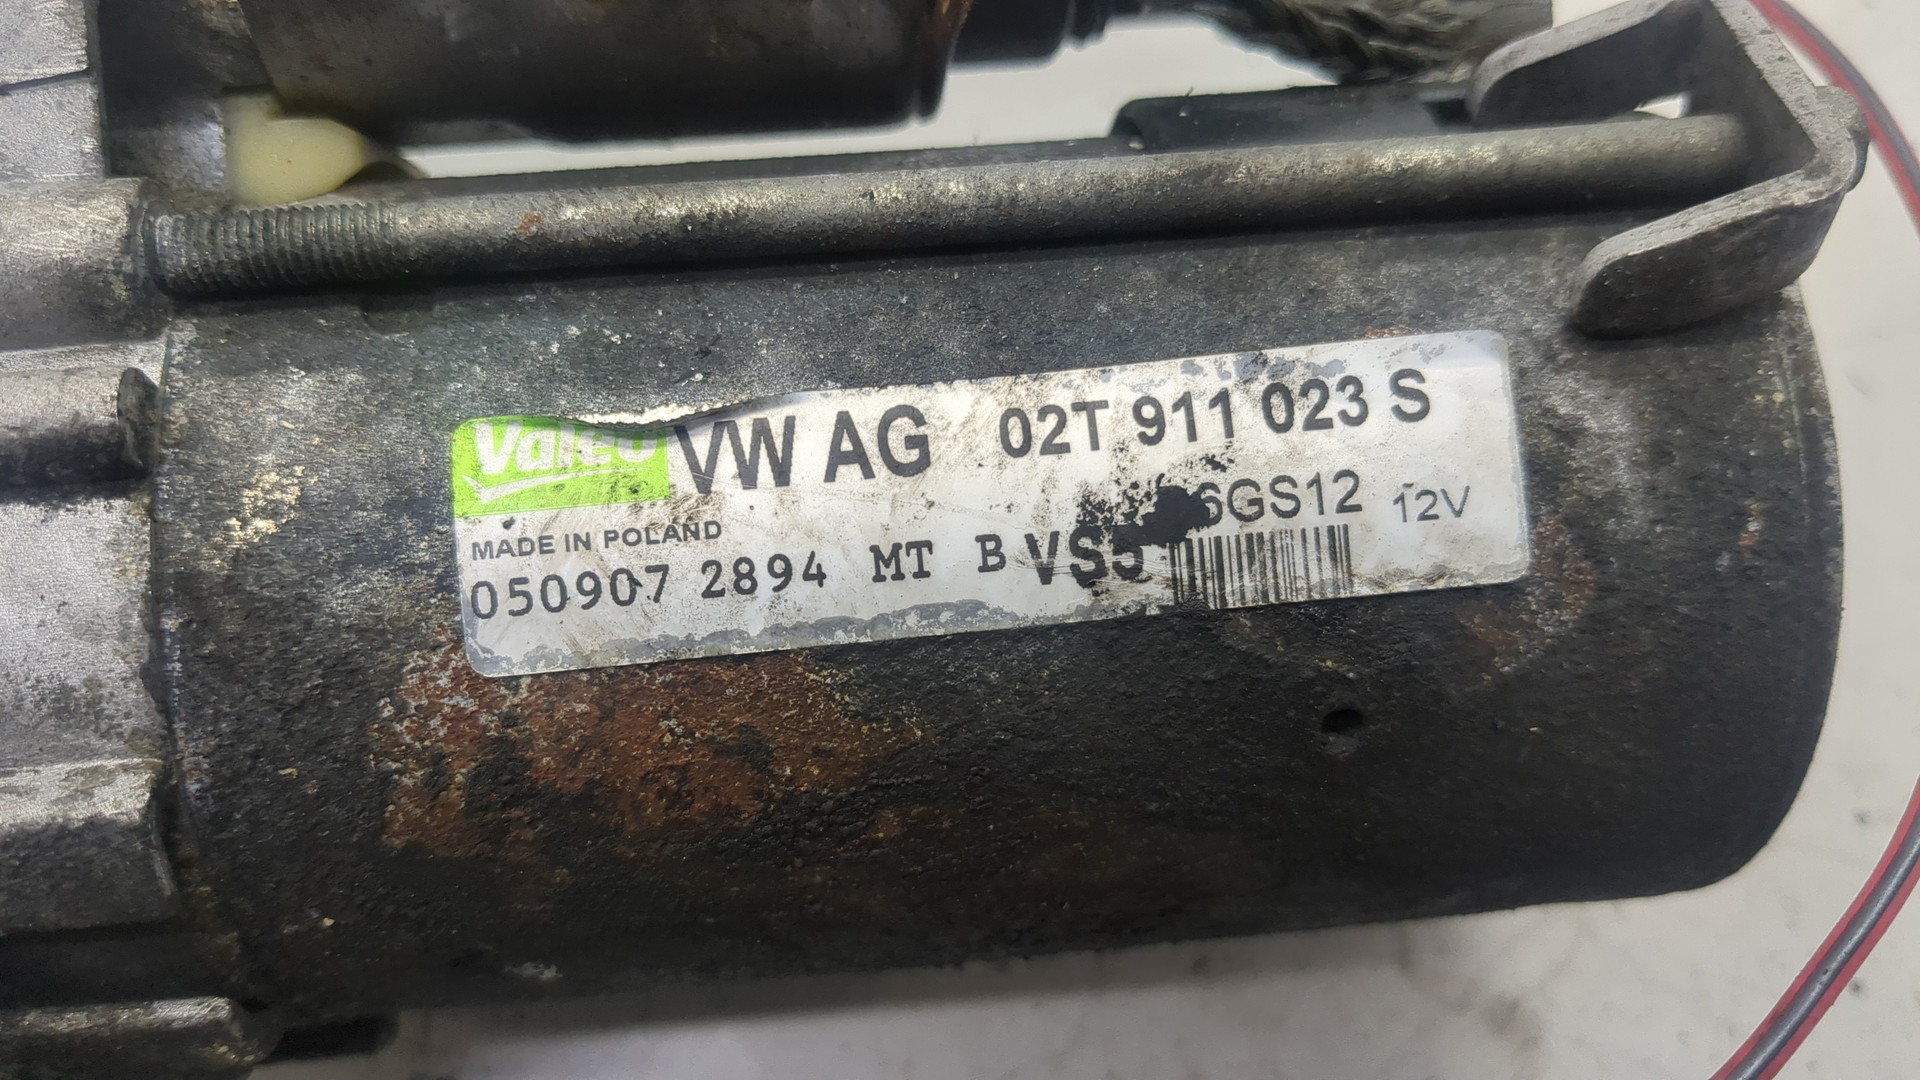 Valeo VW AG 02T 911 023 S
6GS12 12V
MADE IN POLAND
050907 2894 MT B VS5